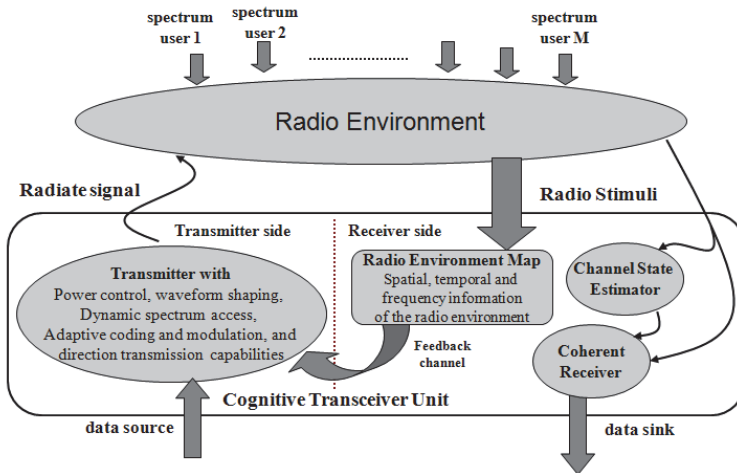 spectrum
user 1
spectrum
user 2
spectrum
user M
Radio Environment
Radiate signal
Radio Stimuli
Transmitter side
Receiver side
Transmitter with
Power control, waveform shaping,
Dynamic spectrum access,
Adaptive coding and modulation, and
direction transmission capabilities
Radio Environment Map
Spatial, temporal and
frequency information
of the radio environment
Channel State
Estimator
Feedback
channel
Coherent
Receiver
Cognitive Transceiver Unit
data source
data sink